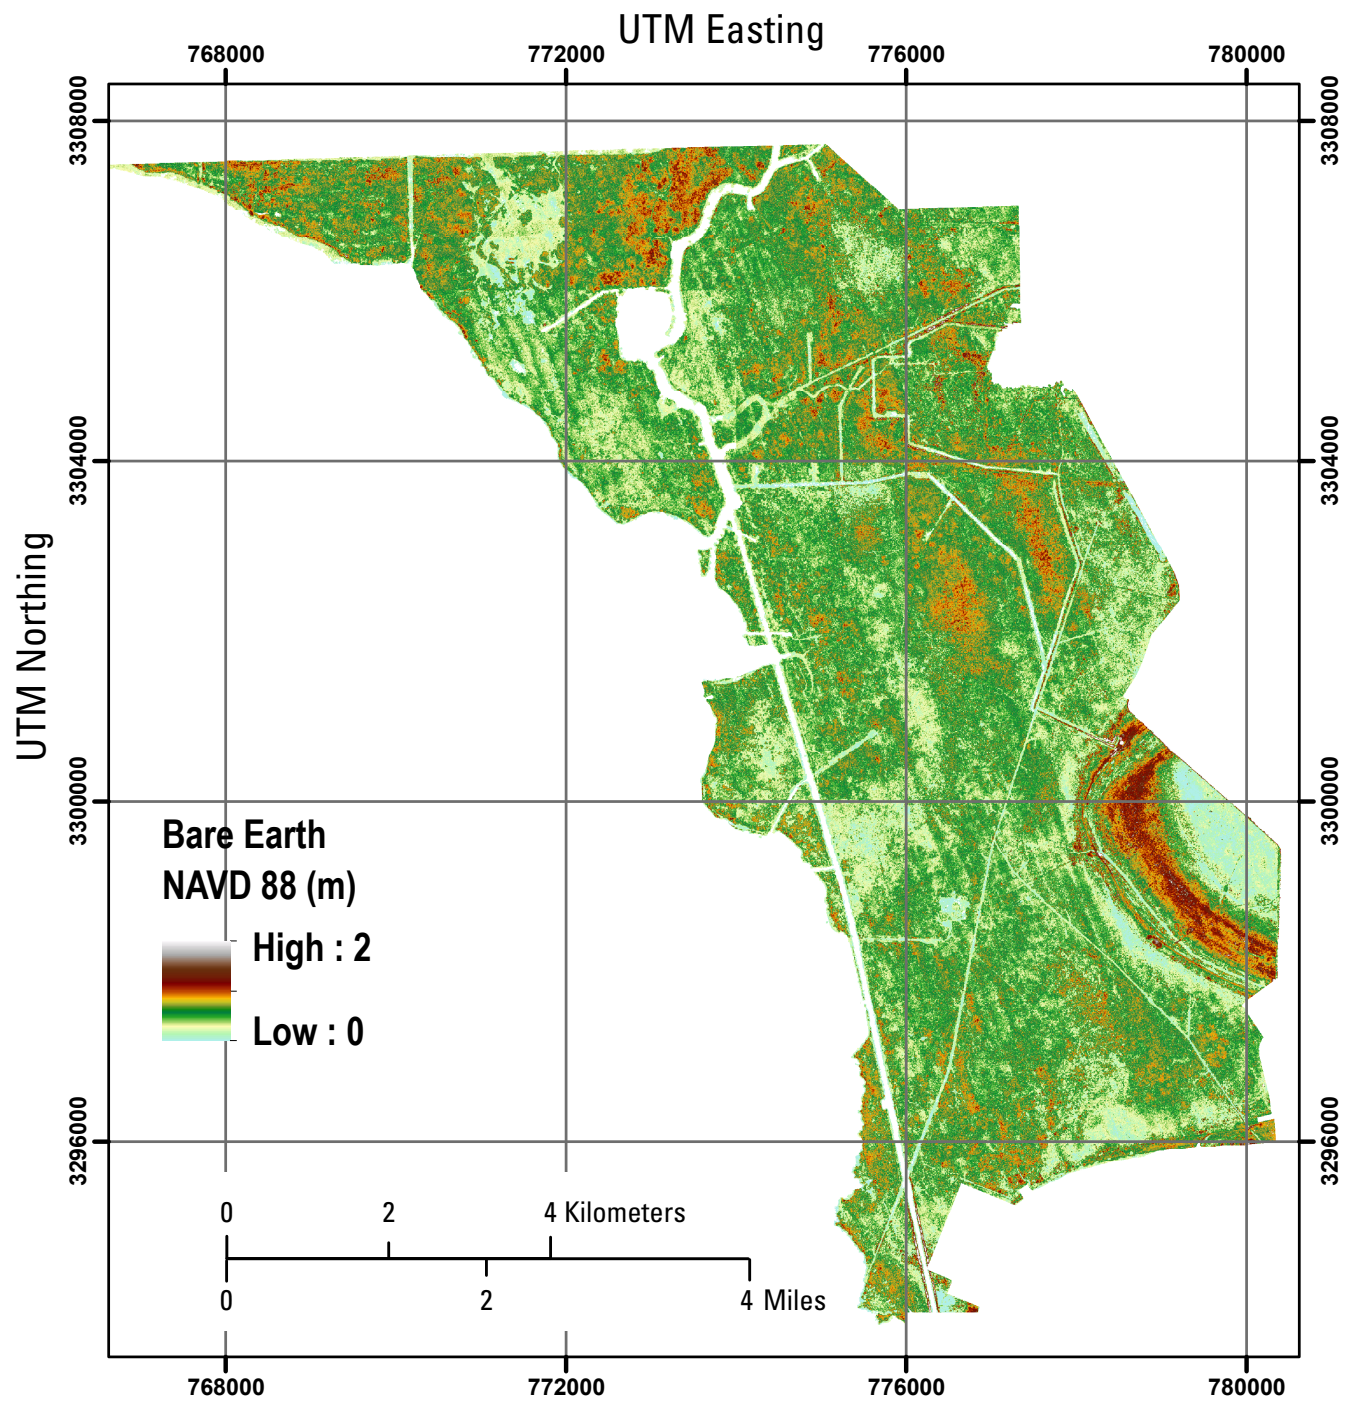 UTM Easting
768000 772000 776000 780000
3308000 3308000
3304000 3304000
UTM Northing
3300000 3300000
Bare Earth
NAVD 88 (m)
High : 2
Low : 0
3296000 3296000
0 2 4 Kilometers
0 2 4 Miles
768000 772000 776000 780000